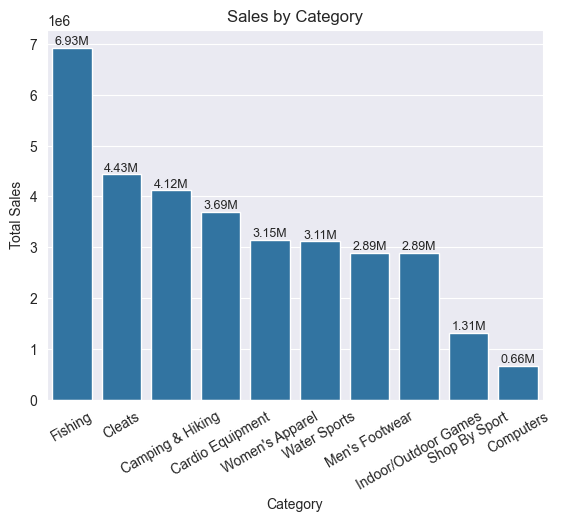 Sales by Category
1e6
7
6
5
4
3
2
1
0
Total Sales
6.93M
4.43M
4.12M
3.69M
3.15M
3.11M
2.89M
2.89M
1.31M
0.66M
Fishing
Cleats
Camping & Hiking
Cardio Equipment
Women's Apparel
Water Sports
Men's Footwear
Indoor/Outdoor Games
Shop By Sport
Computers
Category